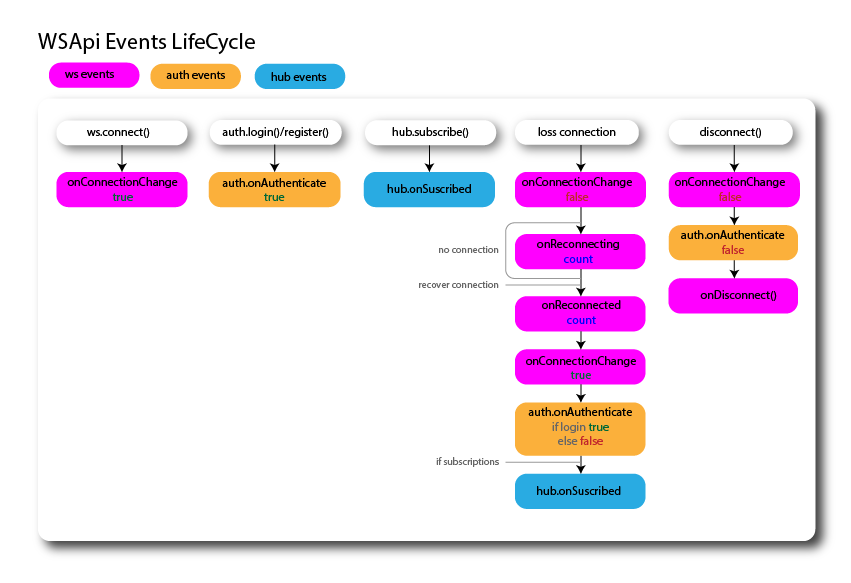 WSApi Events LifeCycle
ws events
auth events
hub events
ws.connect()
onConnectionChange
true
auth.login()/register()
auth.onAuthenticate
true
hub.subscribe()
hub.onSuscribed
loss connection
onConnectionChange
false
no connection
onReconnecting
count
recover connection
onReconnected
count
onConnectionChange
true
auth.onAuthenticate
if login true
else false
if subscriptions
hub.onSuscribed
disconnect()
onConnectionChange
false
auth.onAuthenticate
false
onDisconnect()